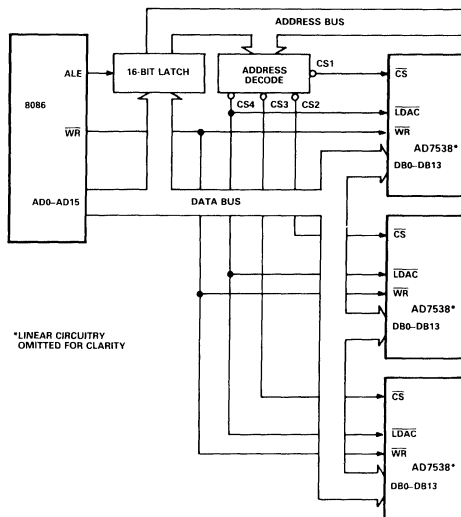 ADDRESS BUS
ALE
16-BIT LATCH
ADDRESS
DECODE
CS1
CS
CS4
CS3
CS2
8086
LDAC
WR
WR
AD7538*
DB0–DB13
AD0–AD15
DATA BUS
CS
LDAC
WR
AD7538*
DB0–DB13
*LINEAR CIRCUITRY
OMITTED FOR CLARITY
CS
LDAC
WR
AD7538*
DB0–DB13